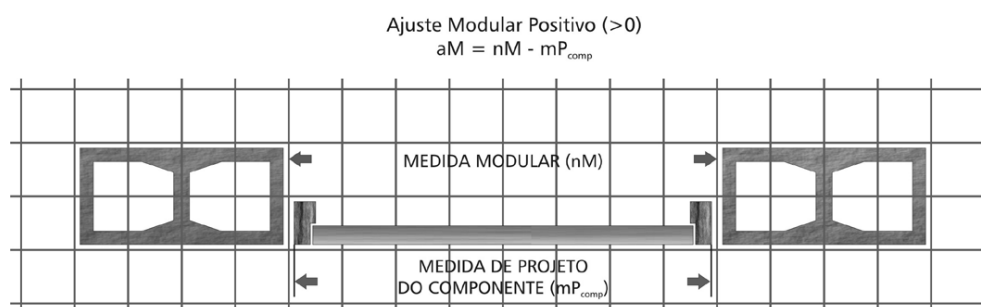 Ajuste Modular Positivo (>0)
aM = nM - mPcomp
MEDIDA MODULAR (nM)
MEDIDA DE PROJETO
DO COMPONENTE (mPcomp)